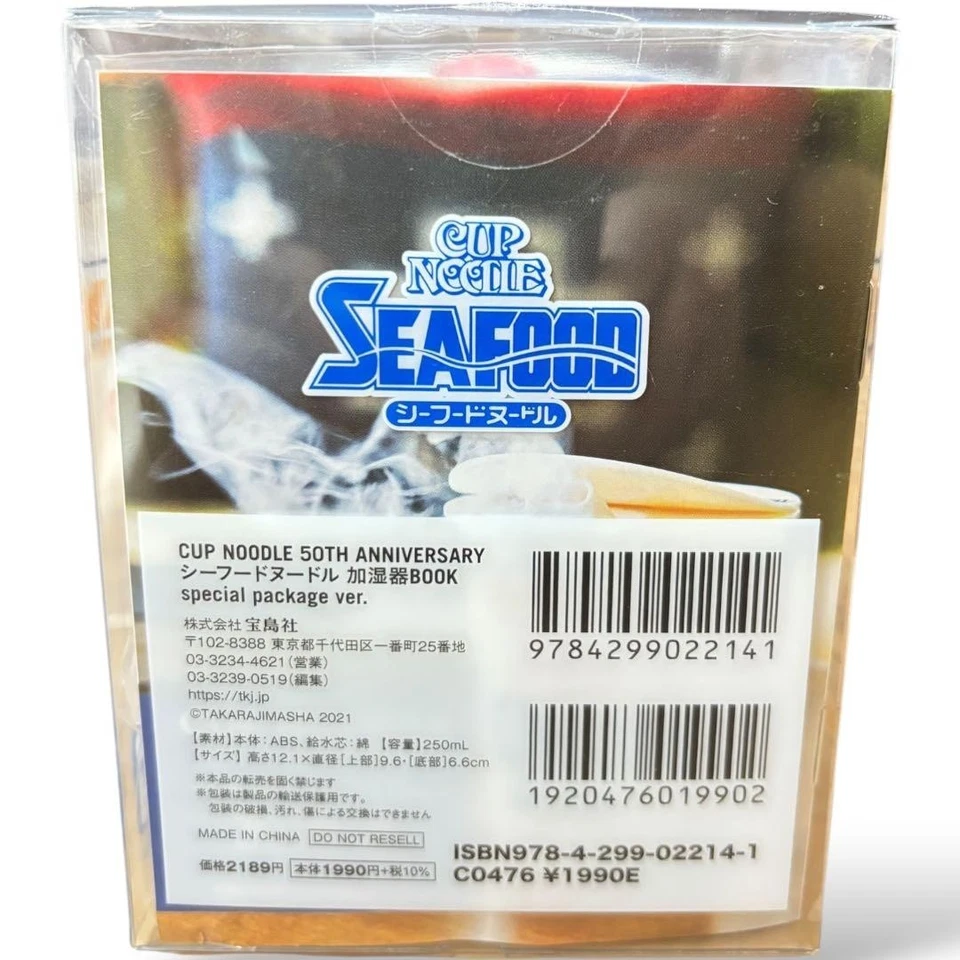 CUP
NOODLE
SEAFOOD
シーフードヌードル
CUP NOODLE 50TH ANNIVERSARY
シーフードヌードル 加湿器BOOK
special package ver.
株式会社 宝島社
〒102-8388 東京都千代田区一番町25番地
03-3234-4621(営業)
03-3239-0519(編集)
https://tkj.jp
©TAKARAJIMASHA 2021
【素材】本体:ABS、給水芯:綿 【容量】250mL
【サイズ】高さ12.1×直径[上部]9.6・[底部]6.6cm
※本品の転売を固く禁じます
※包装は製品の輸送保護用です。
包装の破損、汚れ、傷による交換はできません
MADE IN CHINA DO NOT RESELL
価格2189円 本体1990円+税10%
9784299022141
1920476019902
ISBN978-4-299-02214-1
C0476 ¥1990E